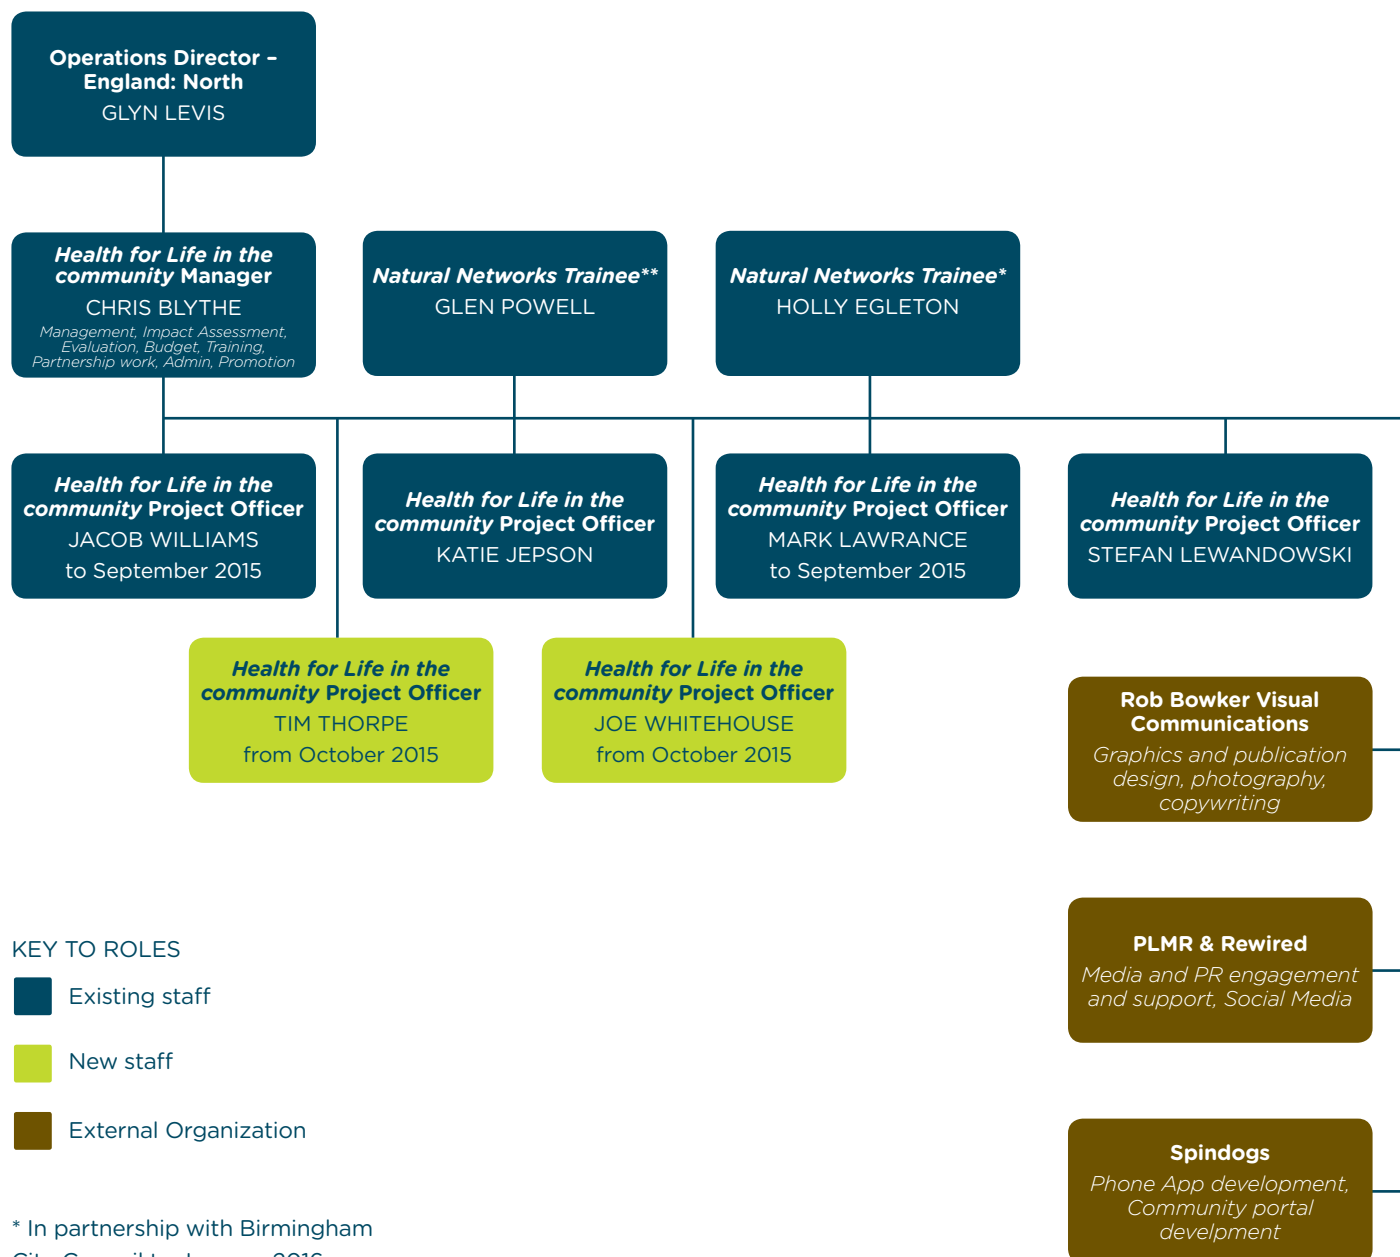 Operations Director –
England: North
GLYN LEVIS
Health for Life in the
community Manager
CHRIS BLYTHE
Management, Impact Assessment,
Evaluation, Budget, Training,
Partnership work, Admin, Promotion
Natural Networks Trainee**
GLEN POWELL
Natural Networks Trainee*
HOLLY EGLETON
Health for Life in the
community Project Officer
JACOB WILLIAMS
to September 2015
Health for Life in the
community Project Officer
KATIE JEPSON
Health for Life in the
community Project Officer
MARK LAWRANCE
to September 2015
Health for Life in the
community Project Officer
STEFAN LEWANDOWSKI
Health for Life in the
community Project Officer
TIM THORPE
from October 2015
Health for Life in the
community Project Officer
JOE WHITEHOUSE
from October 2015
Rob Bowker Visual
Communications
Graphics and publication
design, photography,
copywriting
PLMR & Rewired
Media and PR engagement
and support, Social Media
Spindogs
Phone App development,
Community portal
develpment
KEY TO ROLES
Existing staff
New staff
External Organization
* In partnership with Birmingham
City Council to January 2016